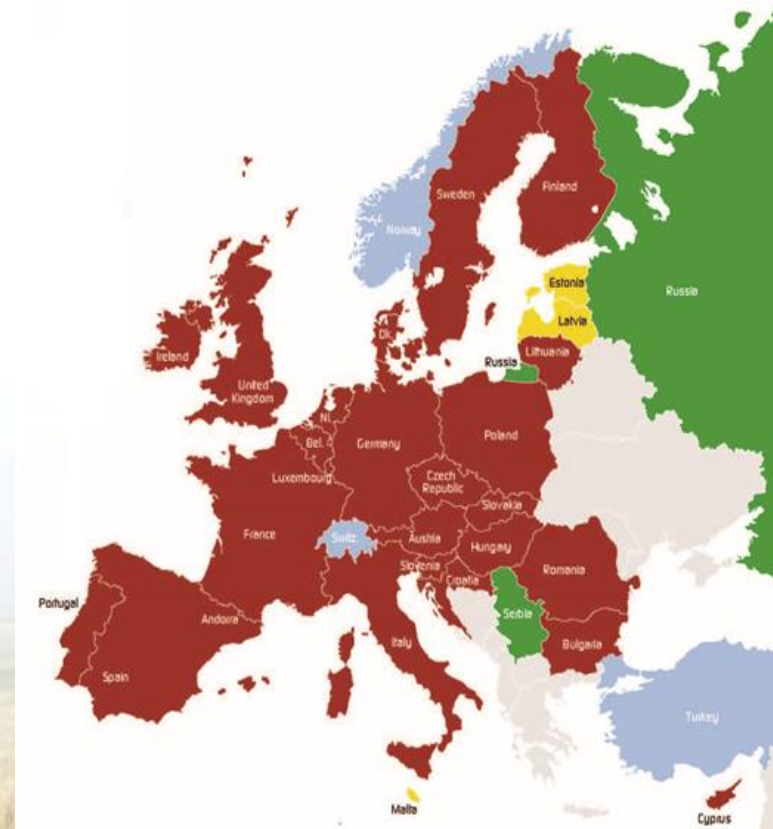 Sweden
Finland
Norway
Estonia
Russia
Latvia
Dk.
Lithuania
Russia
Ireland
United
Kingdom
Nl.
Bel.
Germany
Poland
Luxembourg
Czech
Republic
Slovakia
France
Switz.
Austria
Hungary
Slovenia
Croatia
Romania
Portugal
Andorra
Serbia
Italy
Bulgaria
Spain
Turkey
Malta
Cyprus